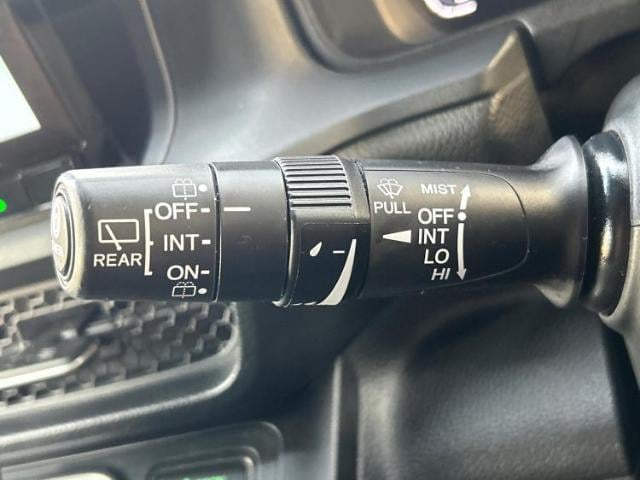 REAR
OFF
INT
ON
PULL
MIST
OFF
INT
LO
HI